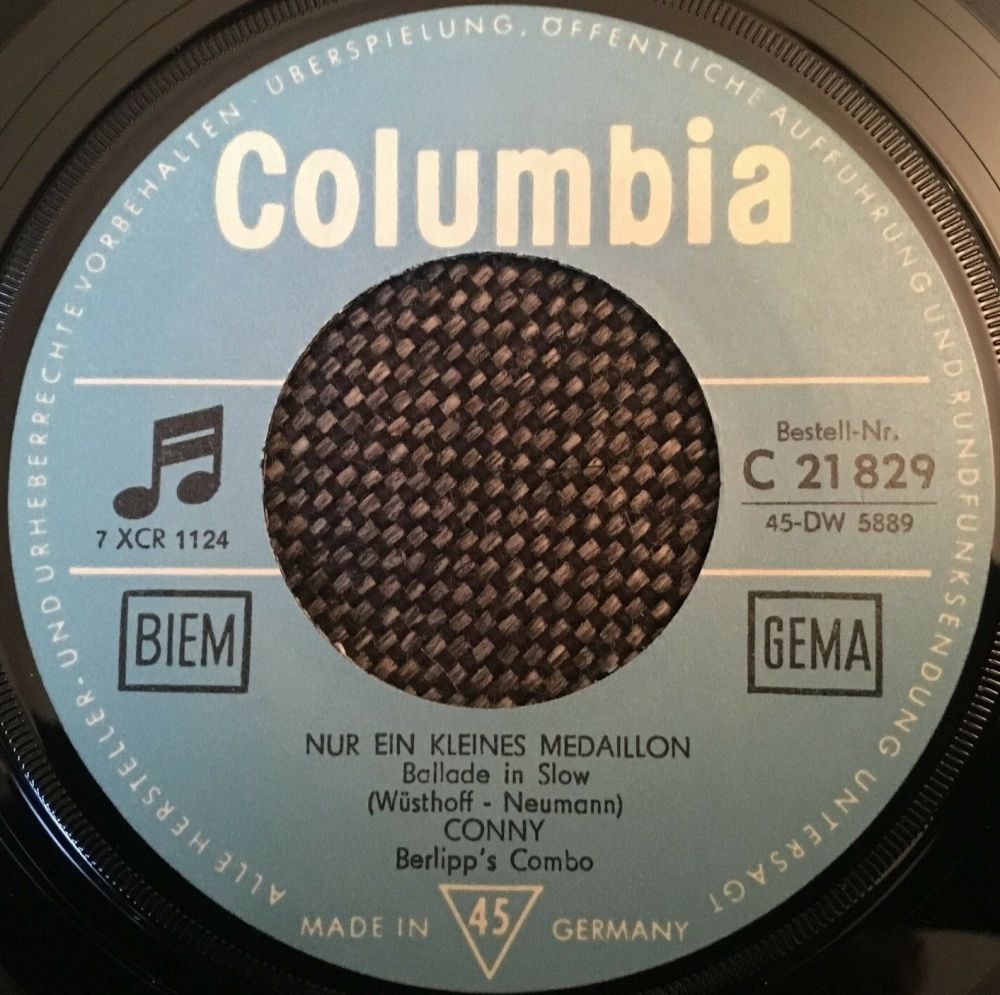 ALLE HERSTELLER- UND URHEBERRECHTE VORBEHALTEN · ÜBERSPIELUNG, ÖFFENTLICHE AUFFÜHRUNG UND RUNDFUNKSENDUNG UNTERSAGT
Columbia
7 XCR 1124
Bestell-Nr.
C 21 829
45-DW 5889
BIEM
GEMA
NUR EIN KLEINES MEDAILLON
Ballade in Slow
(Wüsthoff - Neumann)
CONNY
Berlipp's Combo
MADE IN 45 GERMANY